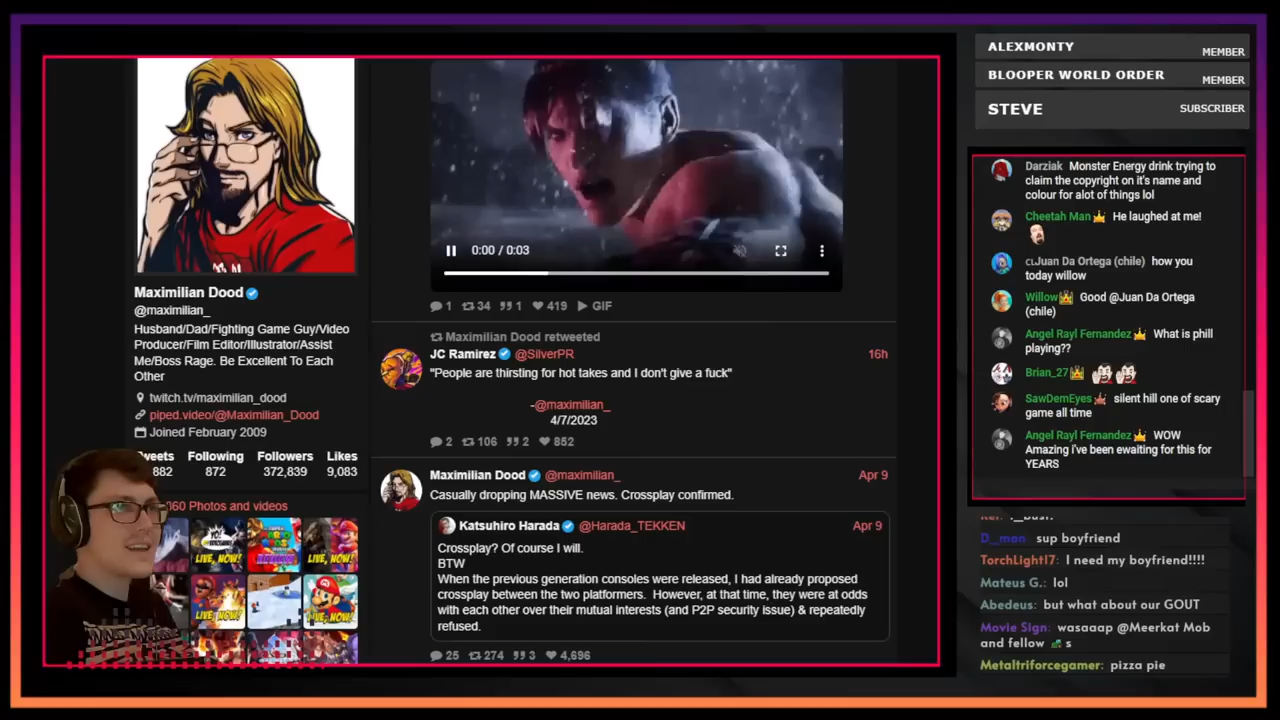 0:00 / 0:03
1 34 1 419 GIF
Maximilian Dood
@maximilian_
Husband/Dad/Fighting Game Guy/Video
Producer/Film Editor/Illustrator/Assist
Me/Boss Rage. Be Excellent To Each
Other
twitch.tv/maximilian_dood
piped.video/@Maximilian_Dood
Joined February 2009
Following Followers Likes
882 872 372,839 9,083
Photos and videos
Maximilian Dood retweeted
JC Ramirez @SilverPR 16h
"People are thirsting for hot takes and I don't give a fuck"
-@maximilian_
4/7/2023
2 106 2 852
Maximilian Dood @maximilian_ Apr 9
Casually dropping MASSIVE news. Crossplay confirmed.
Katsuhiro Harada @Harada_TEKKEN Apr 9
Crossplay? Of course I will.
BTW
When the previous generation consoles were released, I had already proposed
crossplay between the two platformers. However, at that time, they were at odds
with each other over their mutual interests (and P2P security issue) & repeatedly
refused.
25 274 3 4,696
ALEXMONTY MEMBER
BLOOPER WORLD ORDER MEMBER
STEVE SUBSCRIBER
Darziak Monster Energy drink trying to
claim the copyright on it's name and
colour for alot of things lol
Cheetah Man He laughed at me!
Juan Da Ortega (chile) how you
today willow
Willow Good @Juan Da Ortega
(chile)
Angel Rayl Fernandez What is phill
playing??
Brian_27
SawDemEyes silent hill one of scary
game all time
Angel Rayl Fernandez WOW
Amazing i've been ewaiting for this for
YEARS
D__man: sup boyfriend
TorchLight17: I need my boyfriend!!!!
Mateus G.: lol
Abedeus: but what about our GOUT
Movie Sign: wasaaap @Meerkat Mob
and fellow s
Metaltriforcegamer: pizza pie